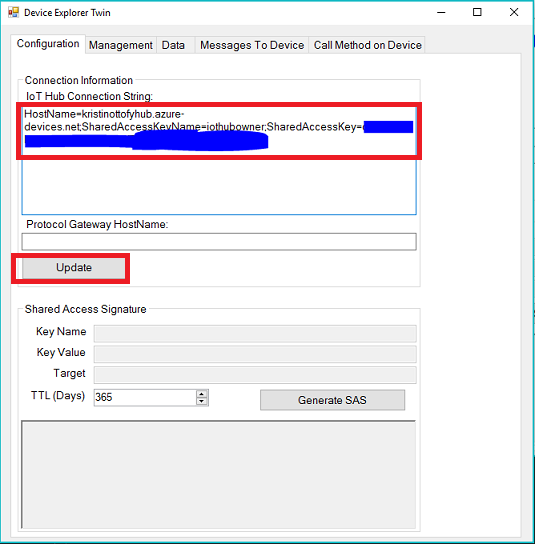 Device Explorer Twin
Configuration Management Data Messages To Device Call Method on Device
Connection Information
IoT Hub Connection String:
HostName=kristinottofyhub.azure-
devices.net;SharedAccessKeyName=iothubowner;SharedAccessKey=
Protocol Gateway HostName:
Update
Shared Access Signature
Key Name
Key Value
Target
TTL (Days) 365
Generate SAS